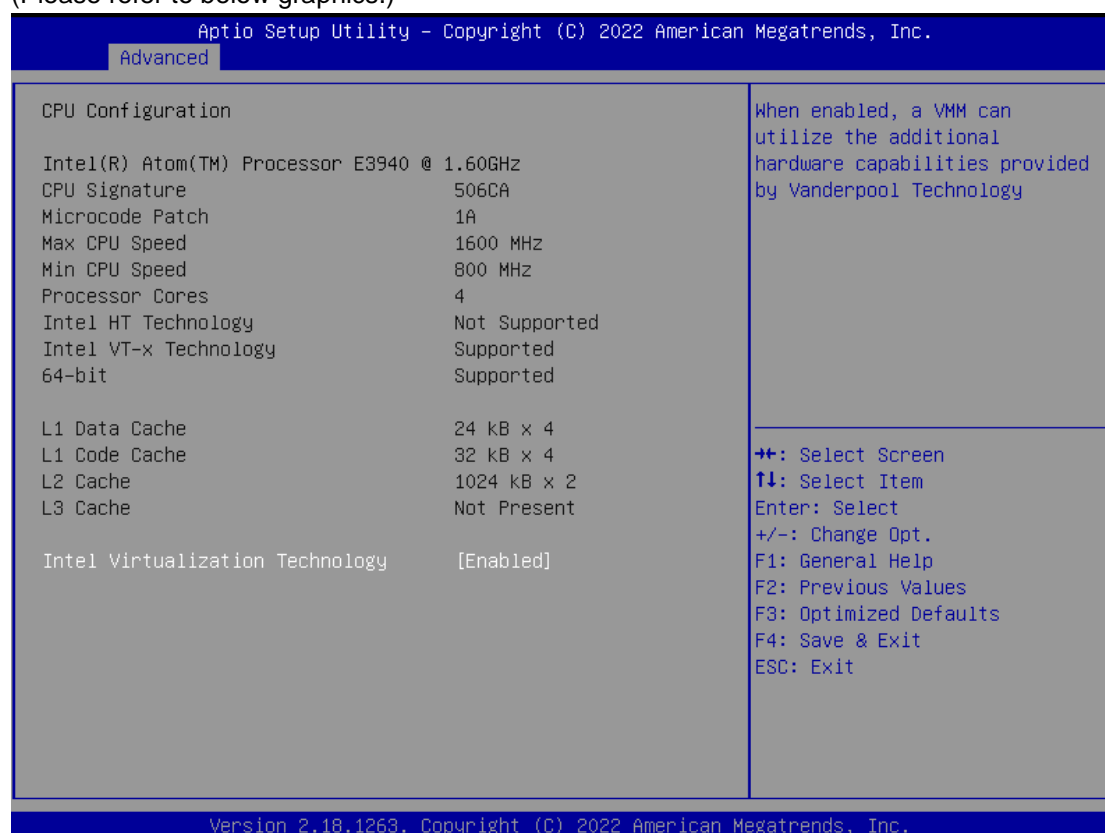 (Please refer to below graphics.)
Aptio Setup Utility – Copyright (C) 2022 American Megatrends, Inc.
Advanced
CPU Configuration
Intel(R) Atom(TM) Processor E3940 @ 1.60GHz
CPU Signature 506CA
Microcode Patch 1A
Max CPU Speed 1600 MHz
Min CPU Speed 800 MHz
Processor Cores 4
Intel HT Technology Not Supported
Intel VT-x Technology Supported
64-bit Supported
L1 Data Cache 24 kB x 4
L1 Code Cache 32 kB x 4
L2 Cache 1024 kB x 2
L3 Cache Not Present
Intel Virtualization Technology [Enabled]
When enabled, a VMM can
utilize the additional
hardware capabilities provided
by Vanderpool Technology
→←: Select Screen
↑↓: Select Item
Enter: Select
+/-: Change Opt.
F1: General Help
F2: Previous Values
F3: Optimized Defaults
F4: Save & Exit
ESC: Exit
Version 2.18.1263. Copyright (C) 2022 American Megatrends, Inc.